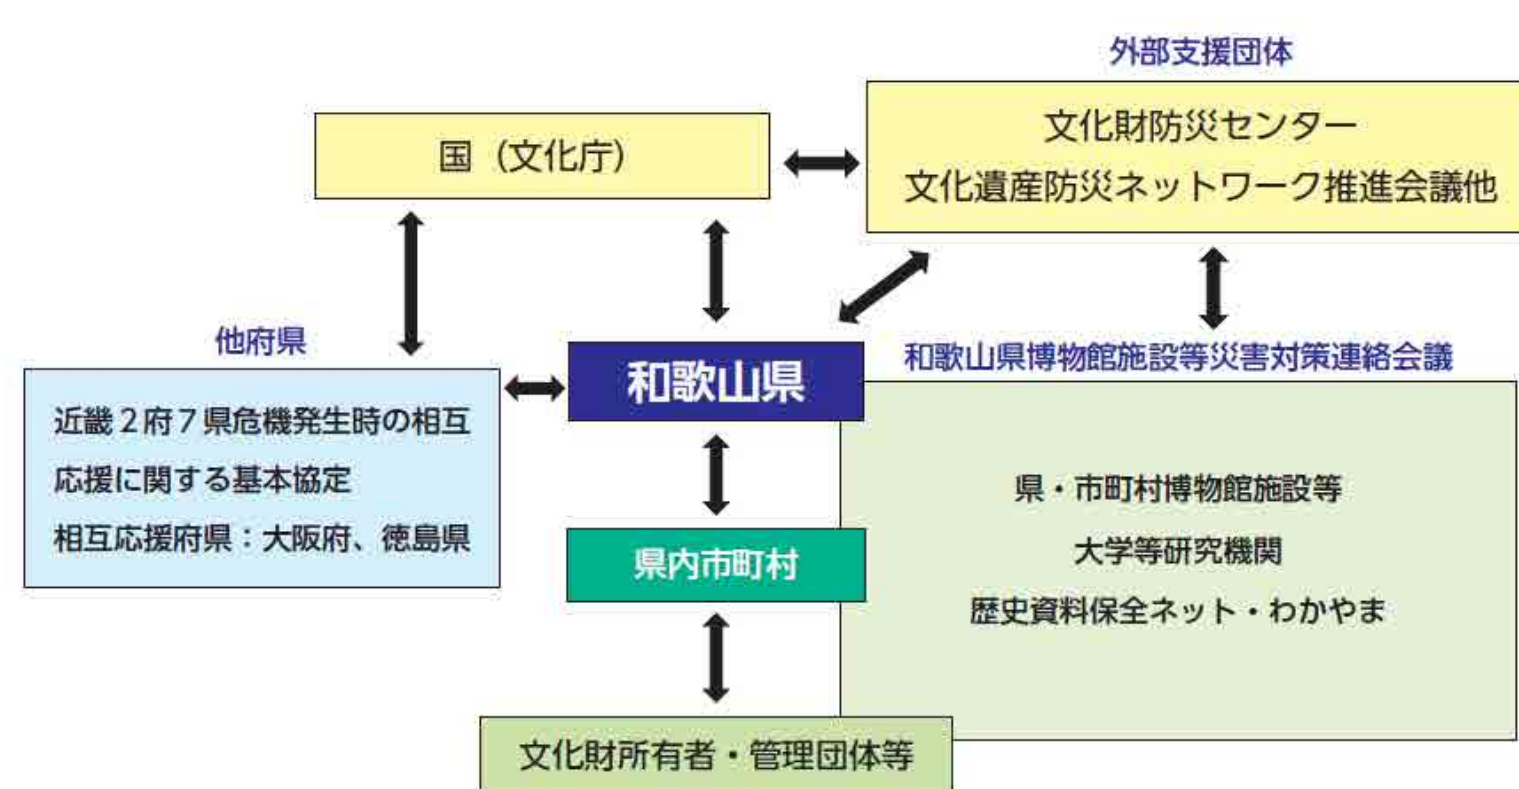 外部支援団体
国（文化庁）
文化財防災センター
文化遺産防災ネットワーク推進会議他
他府県
近畿２府７県危機発生時の相互
応援に関する基本協定
相互応援府県：大阪府、徳島県
和歌山県
和歌山県博物館施設等災害対策連絡会議
県・市町村博物館施設等
大学等研究機関
歴史資料保全ネット・わかやま
県内市町村
文化財所有者・管理団体等